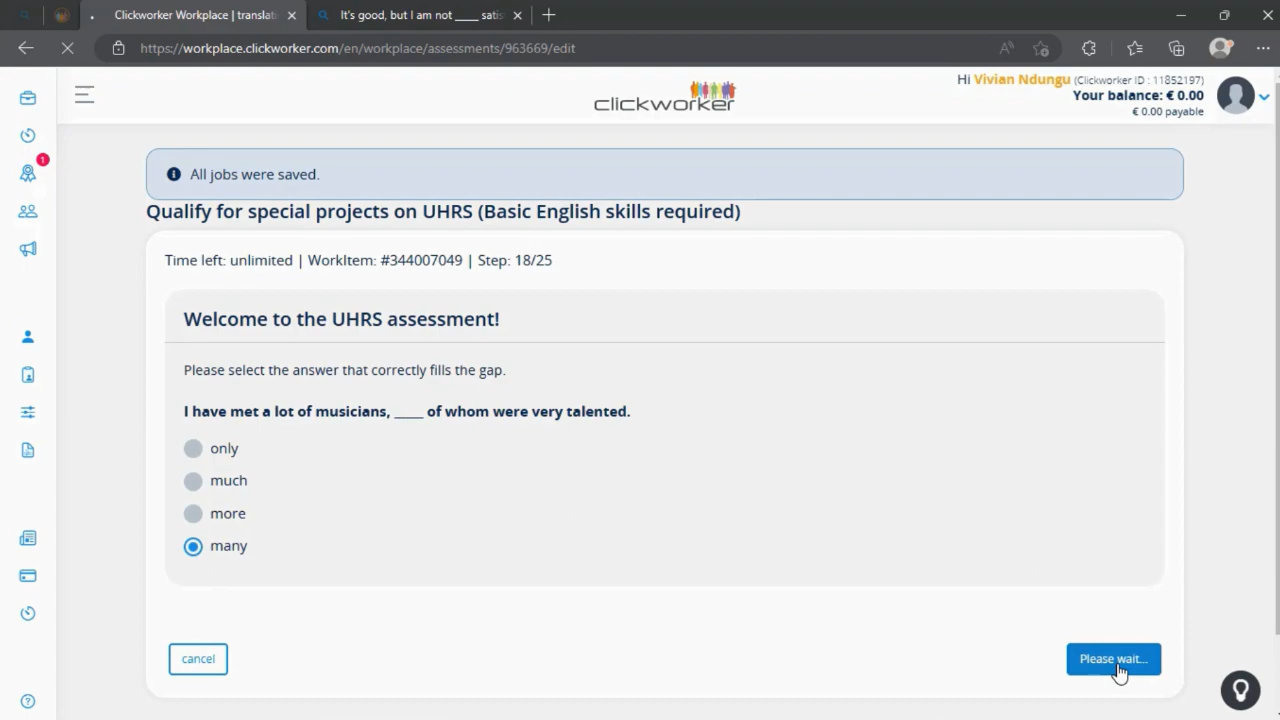 Clickworker Workplace | translat
It's good, but I am not ____ satis
https://workplace.clickworker.com/en/workplace/assessments/963669/edit
clickworker
Hi Vivian Ndungu (Clickworker ID : 11852197)
Your balance: € 0.00
€ 0.00 payable
1
All jobs were saved.
Qualify for special projects on UHRS (Basic English skills required)
Time left: unlimited | WorkItem: #344007049 | Step: 18/25
Welcome to the UHRS assessment!
Please select the answer that correctly fills the gap.
I have met a lot of musicians, ____ of whom were very talented.
only
much
more
many
cancel
Please wait...